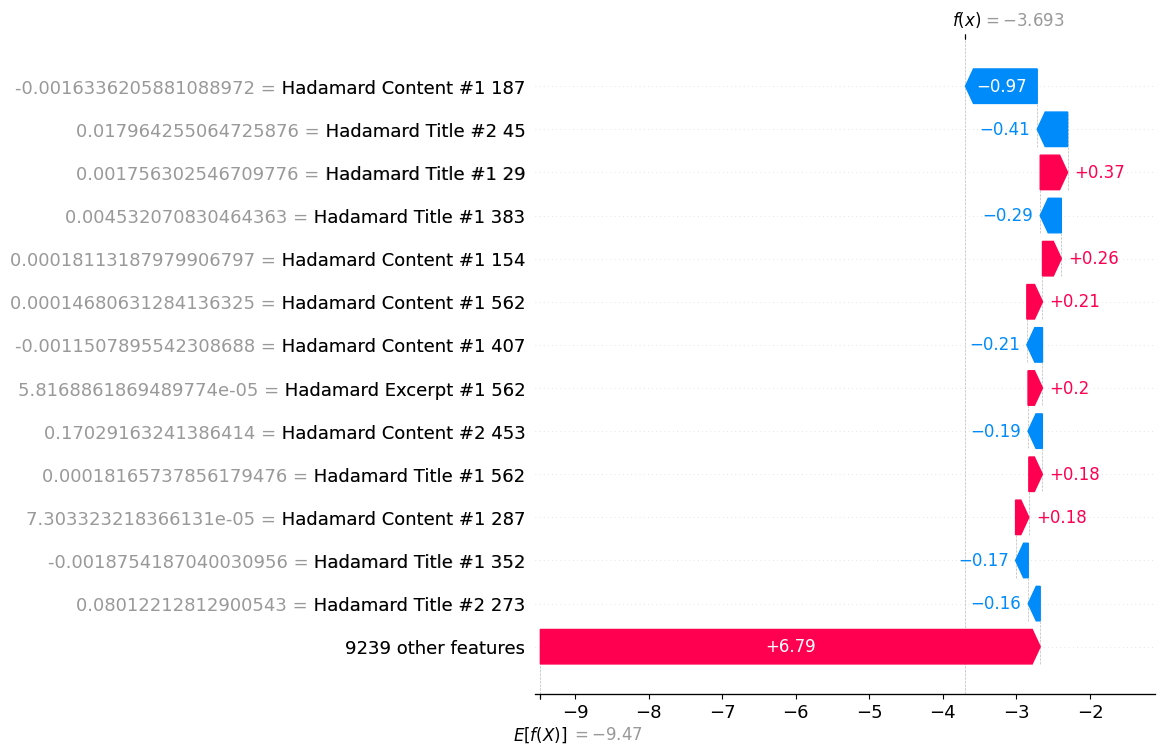 f(x) = −3.693
-0.0016336205881088972 = Hadamard Content #1 187
−0.97
0.017964255064725876 = Hadamard Title #2 45
−0.41
0.001756302546709776 = Hadamard Title #1 29
+0.37
0.004532070830464363 = Hadamard Title #1 383
−0.29
0.00018113187979906797 = Hadamard Content #1 154
+0.26
0.00014680631284136325 = Hadamard Content #1 562
+0.21
-0.0011507895542308688 = Hadamard Content #1 407
−0.21
5.8168861869489774e-05 = Hadamard Excerpt #1 562
+0.2
0.17029163241386414 = Hadamard Content #2 453
−0.19
0.00018165737856179476 = Hadamard Title #1 562
+0.18
7.303323218366131e-05 = Hadamard Content #1 287
+0.18
-0.0018754187040030956 = Hadamard Title #1 352
−0.17
0.08012212812900543 = Hadamard Title #2 273
−0.16
9239 other features
+6.79
−9 −8 −7 −6 −5 −4 −3 −2
E[f(X)] = −9.47